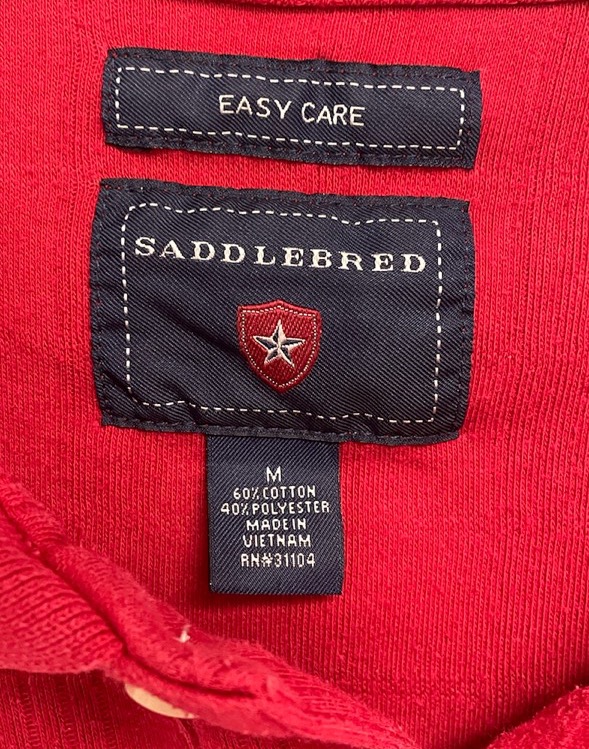 EASY CARE
SADDLEBRED
M
60% COTTON
40% POLYESTER
MADE IN
VIETNAM
RN#31104